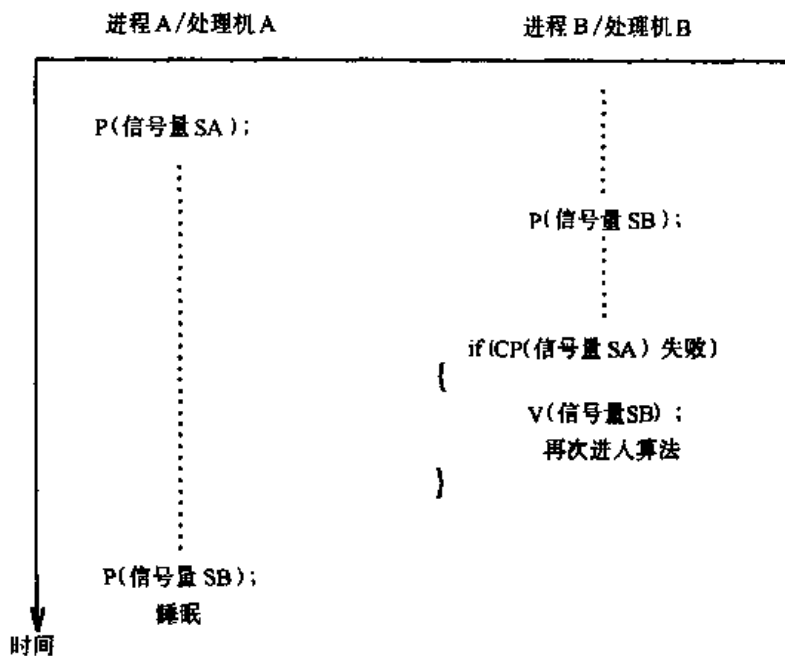 进程A/处理机A
进程B/处理机B
P(信号量SA);
P(信号量SB);
if(CP(信号量SA)失败)
{
V(信号量SB);
再次进入算法
}
P(信号量SB);
睡眠
时间